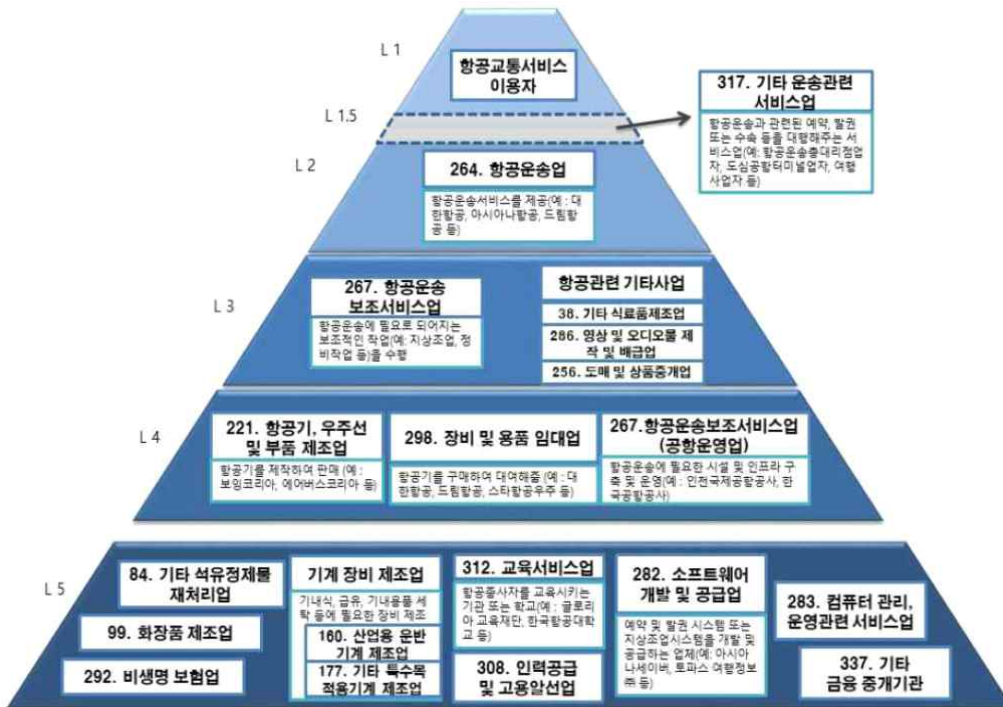 L 1
항공교통서비스
이용자
L 1.5
317. 기타 운송관련
서비스업
항공운송과 관련된 예약, 발권
또는 수속 등을 대행해주는 서
비스업(예: 항공운송총대리점업
자, 도심공항터미널업자, 여행
사업자 등)
L 2
264. 항공운송업
항공운송서비스를 제공(예 : 대
한항공, 아시아나항공, 드림항
공 등)
L 3
267. 항공운송
보조서비스업
항공운송에 필요로 되어지는
보조적인 작업(예: 지상조업, 정
비작업 등)을 수행
항공관련 기타사업
38. 기타 식료품제조업
286. 영상 및 오디오물 제
작 및 배급업
256. 도매 및 상품중개업
L 4
221. 항공기, 우주선
및 부품 제조업
항공기를 제작하여 판매 (예 :
보잉코리아, 에어버스코리아 등)
298. 장비 및 용품 임대업
항공기를 구매하여 대여해줌 (예 : 대
한항공, 드림항공, 스타항공우주 등)
267.항공운송보조서비스업
(공항운영업)
항공운송에 필요한 시설 및 인프라 구
축 및 운영(예 : 인천국제공항공사, 한
국공항공사)
L 5
84. 기타 석유정제물
재처리업
99. 화장품 제조업
292. 비생명 보험업
기계 장비 제조업
기내식, 급유, 기내용품 세
탁 등에 필요한 장비 제조
160. 산업용 운반
기계 제조업
177. 기타 특수목
적용기계 제조업
312. 교육서비스업
항공종사자를 교육시키는
기관 또는 학교(예 : 글로리
아 교육재단, 한국항공대학
교 등)
308. 인력공급
및 고용알선업
282. 소프트웨어
개발 및 공급업
예약 및 발권 시스템 또는
지상조업시스템을 개발 및
공급하는 업체(예: 아시아
나세이버, 토파스 여행정보
㈜ 등)
283. 컴퓨터 관리,
운영관련 서비스업
337. 기타
금융 중개기관